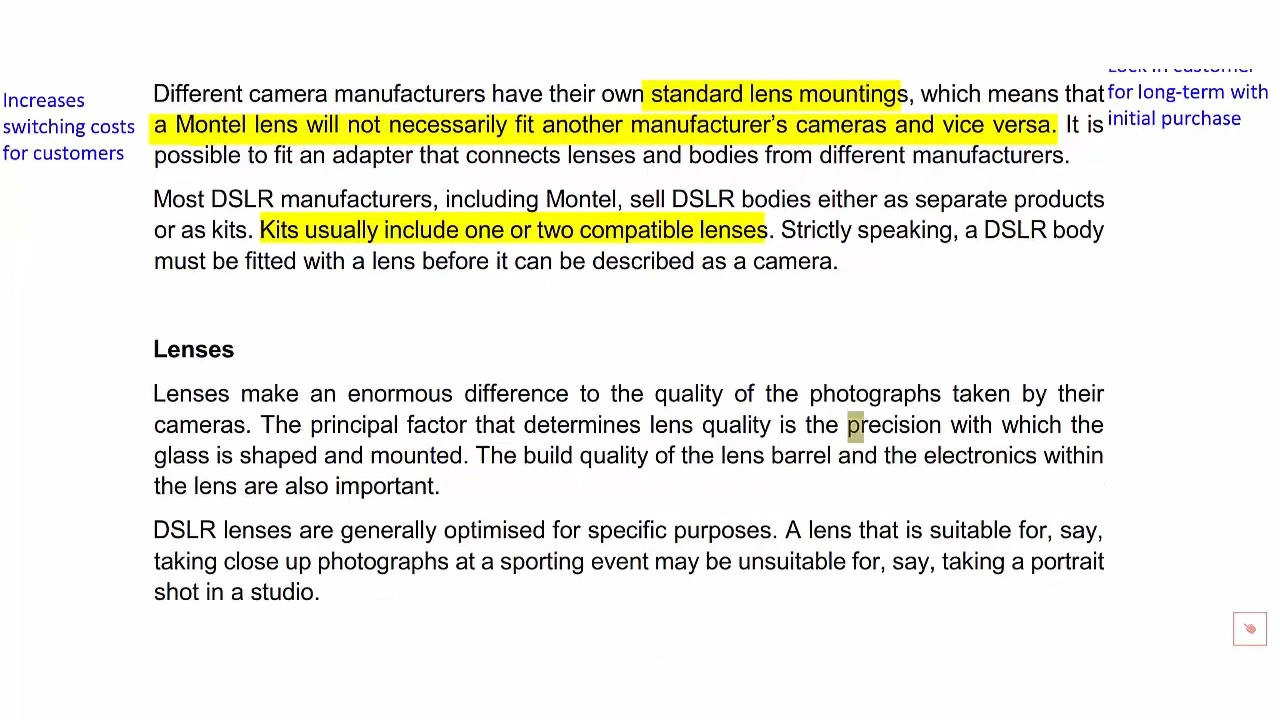 Increases
switching costs
for customers
Different camera manufacturers have their own standard lens mountings, which means that
a Montel lens will not necessarily fit another manufacturer's cameras and vice versa. It is
possible to fit an adapter that connects lenses and bodies from different manufacturers.
Lock in customer
for long-term with
initial purchase
Most DSLR manufacturers, including Montel, sell DSLR bodies either as separate products
or as kits. Kits usually include one or two compatible lenses. Strictly speaking, a DSLR body
must be fitted with a lens before it can be described as a camera.
Lenses
Lenses make an enormous difference to the quality of the photographs taken by their
cameras. The principal factor that determines lens quality is the precision with which the
glass is shaped and mounted. The build quality of the lens barrel and the electronics within
the lens are also important.
DSLR lenses are generally optimised for specific purposes. A lens that is suitable for, say,
taking close up photographs at a sporting event may be unsuitable for, say, taking a portrait
shot in a studio.